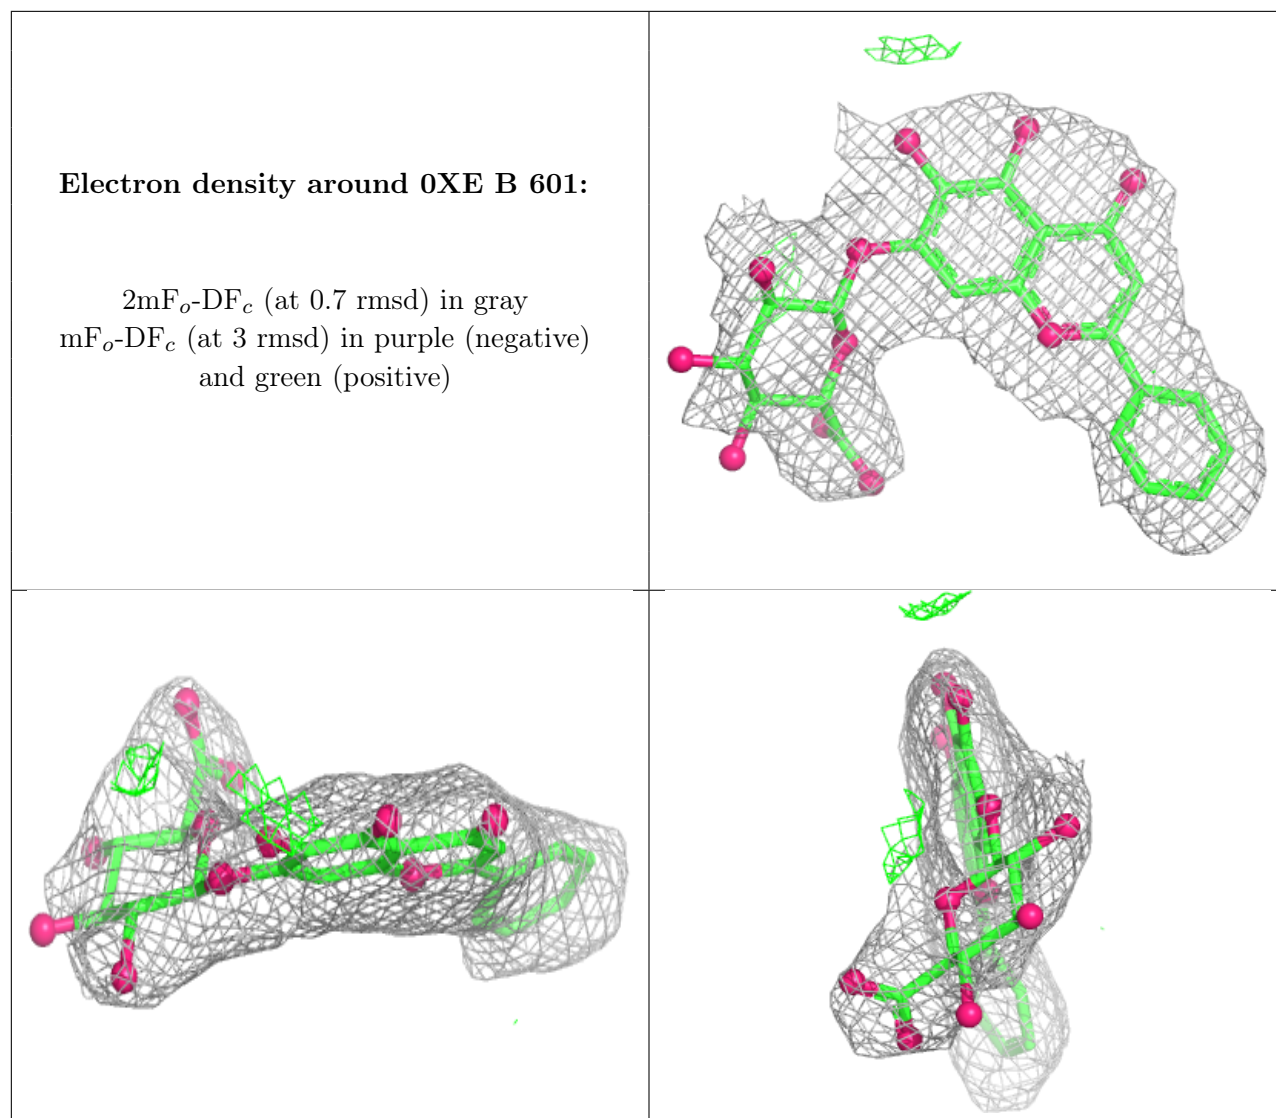 Electron density around 0XE B 601:
2mFo-DFc (at 0.7 rmsd) in gray
mFo-DFc (at 3 rmsd) in purple (negative)
and green (positive)